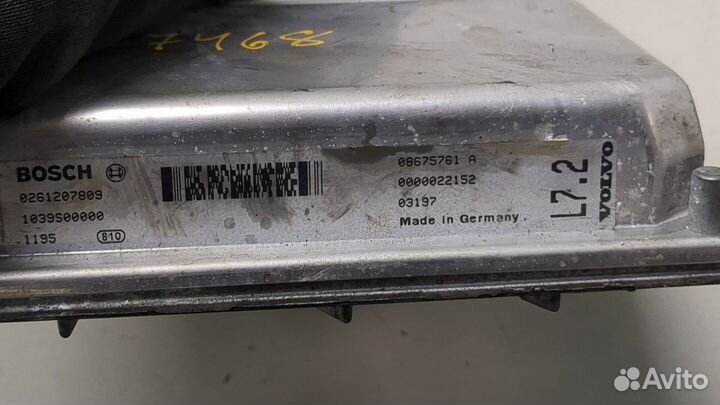 7468
BOSCH
0261207809
1039S00000
1195 810
08675761 A
0000022152
03197
Made in Germany.
L7.2
VOLVO
Avito